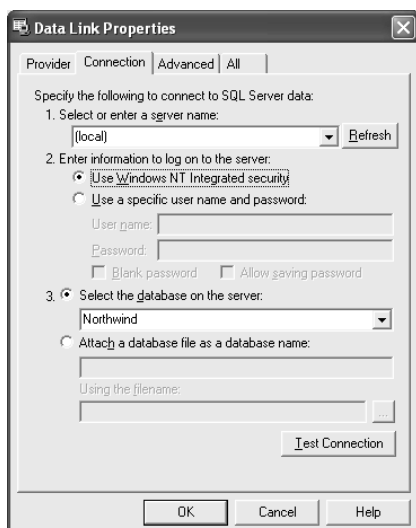 Data Link Properties
Provider Connection Advanced All
Specify the following to connect to SQL Server data:
1. Select or enter a server name:
(local) Refresh
2. Enter information to log on to the server:
Use Windows NT Integrated security
Use a specific user name and password:
User name:
Password:
Blank password Allow saving password
3. Select the database on the server:
Northwind
Attach a database file as a database name:
Using the filename:
...
Test Connection
OK Cancel Help